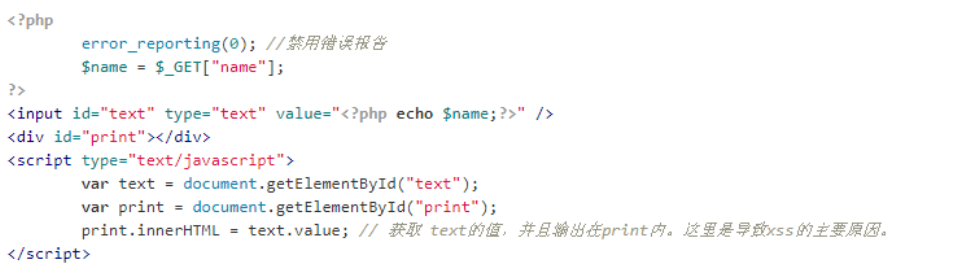 <?php
        error_reporting(0); //禁用错误报告
        $name = $_GET["name"];
?>
<input id="text" type="text" value="<?php echo $name;?>" />
<div id="print"></div>
<script type="text/javascript">
        var text = document.getElementById("text");
        var print = document.getElementById("print");
        print.innerHTML = text.value; // 获取 text的值，并且输出在print内。这里是导致xss的主要原因。
</script>